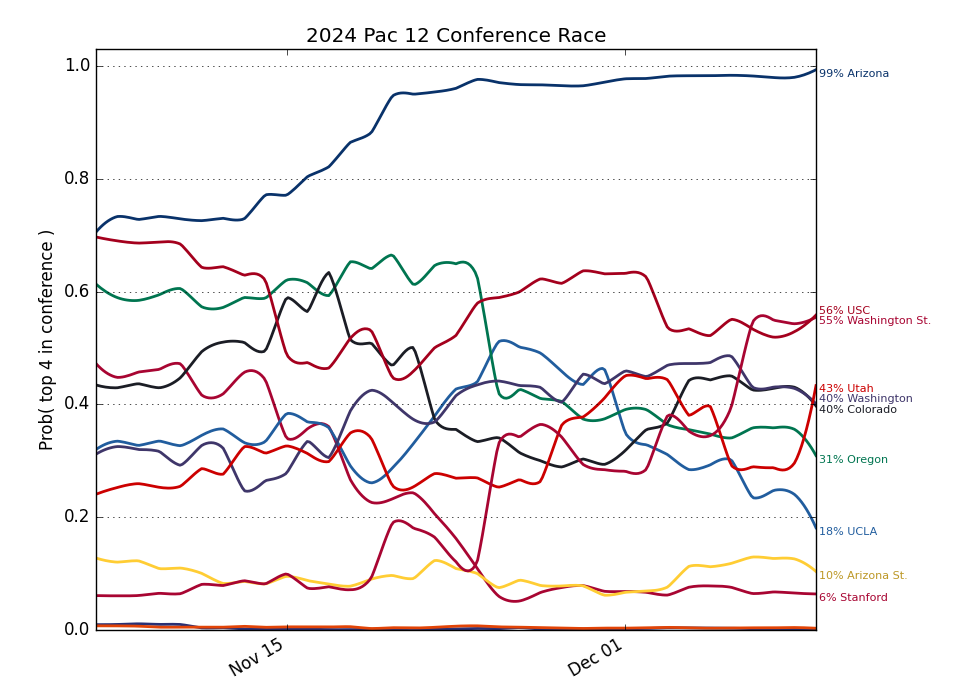 2024 Pac 12 Conference Race
Prob( top 4 in conference )
1.0
0.8
0.6
0.4
0.2
0.0
Nov 15
Dec 01
99% Arizona
56% USC
55% Washington St.
43% Utah
40% Washington
40% Colorado
30% Oregon
18% UCLA
10% Arizona St.
6% Stanford